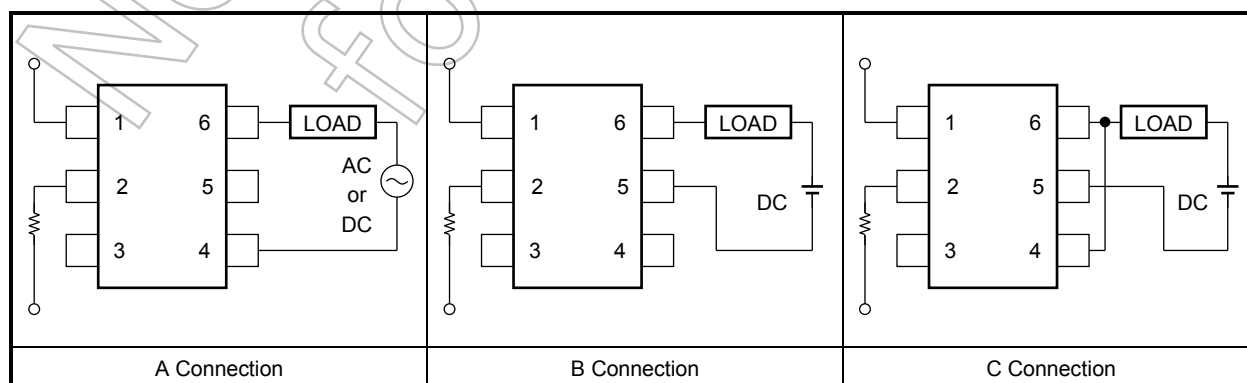 1 6 LOAD
2 5 AC or DC
3 4
A Connection
1 6 LOAD
2 5 DC
3 4
B Connection
1 6 LOAD
2 5 DC
3 4
C Connection